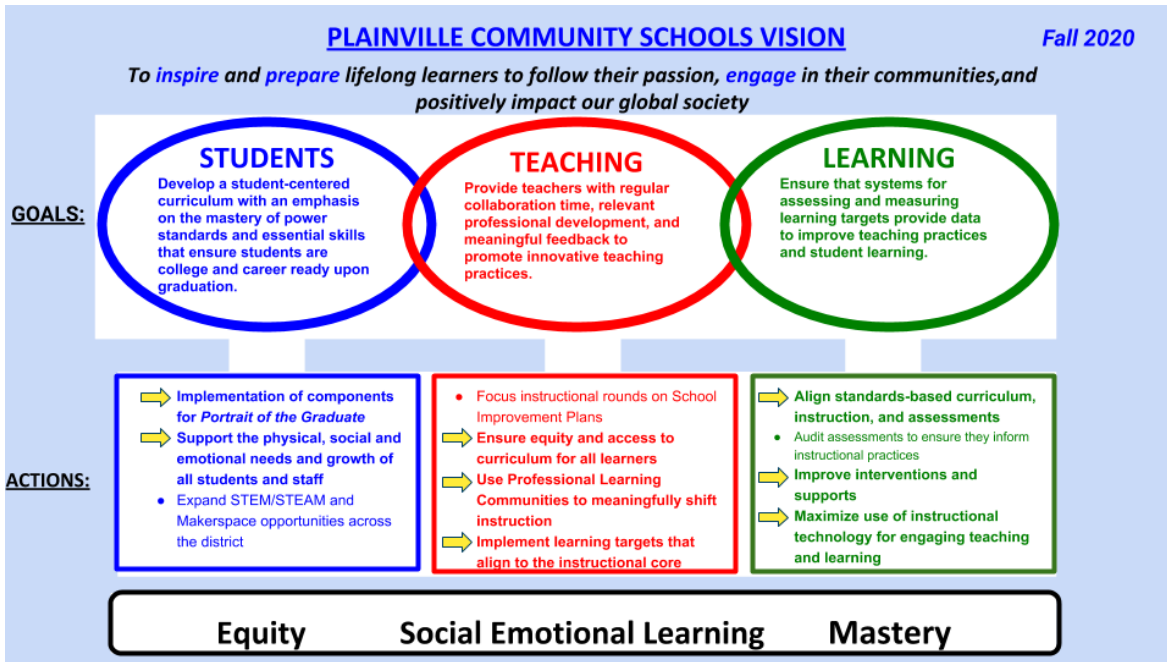 PLAINVILLE COMMUNITY SCHOOLS VISION
Fall 2020
To inspire and prepare lifelong learners to follow their passion, engage in their communities,and
positively impact our global society
GOALS:
STUDENTS
Develop a student-centered
curriculum with an emphasis
on the mastery of power
standards and essential skills
that ensure students are
college and career ready upon
graduation.
TEACHING
Provide teachers with regular
collaboration time, relevant
professional development, and
meaningful feedback to
promote innovative teaching
practices.
LEARNING
Ensure that systems for
assessing and measuring
learning targets provide data
to improve teaching practices
and student learning.
ACTIONS:
Implementation of components
for Portrait of the Graduate
Support the physical, social and
emotional needs and growth of
all students and staff
● Expand STEM/STEAM and
Makerspace opportunities across
the district
● Focus instructional rounds on School
Improvement Plans
Ensure equity and access to
curriculum for all learners
Use Professional Learning
Communities to meaningfully shift
instruction
Implement learning targets that
align to the instructional core
Align standards-based curriculum,
instruction, and assessments
● Audit assessments to ensure they inform
instructional practices
Improve interventions and
supports
Maximize use of instructional
technology for engaging teaching
and learning
Equity
Social Emotional Learning
Mastery